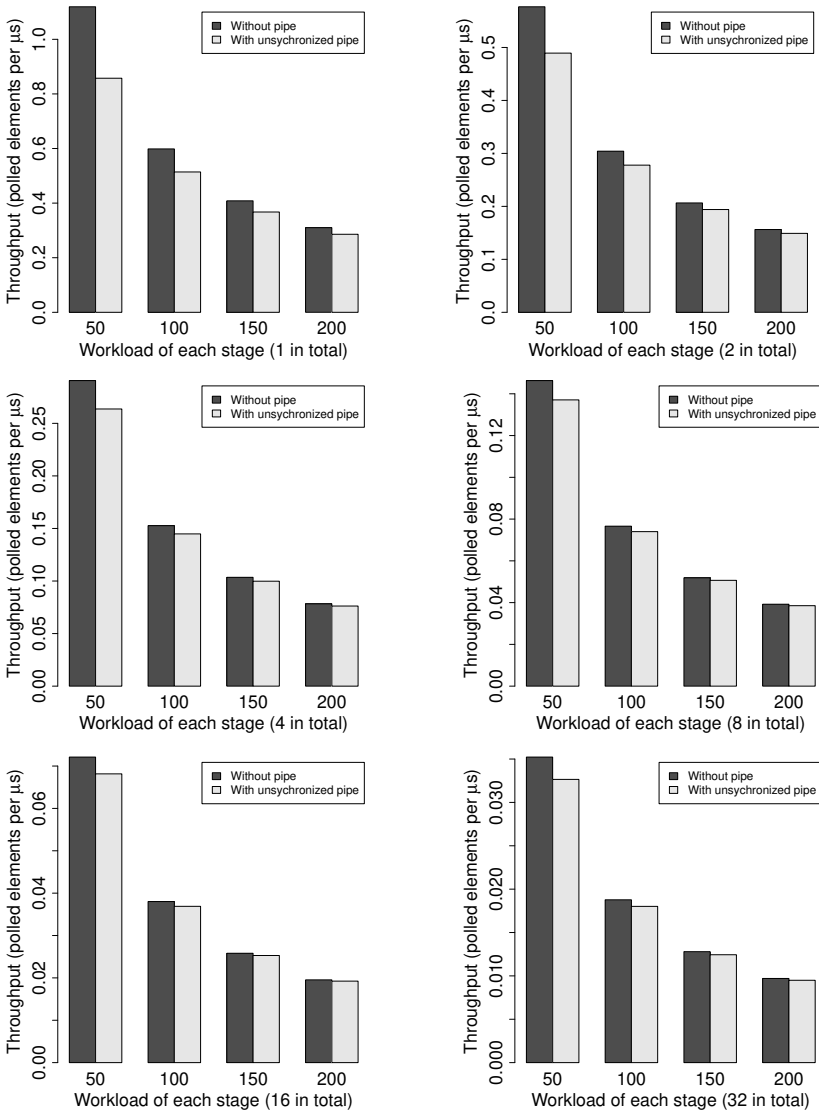 Throughput (polled elements per µs)
0.0 0.2 0.4 0.6 0.8 1.0
Without pipe
With unsychronized pipe
50 100 150 200
Workload of each stage (1 in total)
Throughput (polled elements per µs)
0.0 0.1 0.2 0.3 0.4 0.5
Without pipe
With unsychronized pipe
50 100 150 200
Workload of each stage (2 in total)
Throughput (polled elements per µs)
0.00 0.05 0.10 0.15 0.25
Without pipe
With unsychronized pipe
50 100 150 200
Workload of each stage (4 in total)
Throughput (polled elements per µs)
0.00 0.04 0.08 0.12
Without pipe
With unsychronized pipe
50 100 150 200
Workload of each stage (8 in total)
Throughput (polled elements per µs)
0.00 0.02 0.04 0.06
Without pipe
With unsychronized pipe
50 100 150 200
Workload of each stage (16 in total)
Throughput (polled elements per µs)
0.000 0.010 0.020 0.030
Without pipe
With unsychronized pipe
50 100 150 200
Workload of each stage (32 in total)